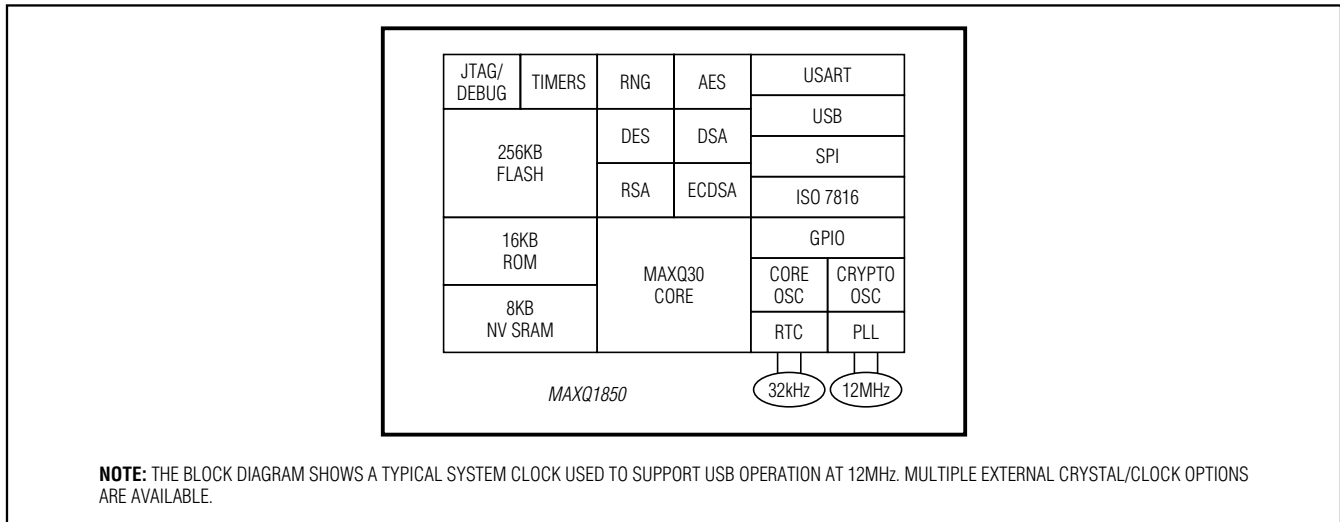 JTAG/
DEBUG
TIMERS
RNG
AES
USART
USB
256KB
FLASH
DES
DSA
SPI
RSA
ECDSA
ISO 7816
16KB
ROM
MAXQ30
CORE
GPIO
CORE
OSC
CRYPTO
OSC
8KB
NV SRAM
RTC
PLL
MAXQ1850
32kHz
12MHz
NOTE: THE BLOCK DIAGRAM SHOWS A TYPICAL SYSTEM CLOCK USED TO SUPPORT USB OPERATION AT 12MHz. MULTIPLE EXTERNAL CRYSTAL/CLOCK OPTIONS
ARE AVAILABLE.